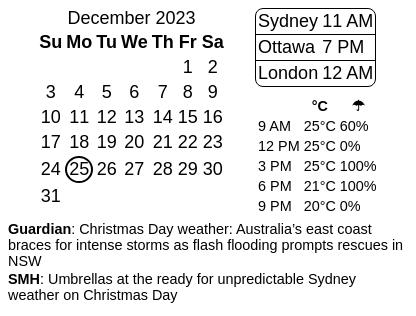 December 2023
Su Mo Tu We Th Fr Sa
1 2
3 4 5 6 7 8 9
10 11 12 13 14 15 16
17 18 19 20 21 22 23
24 25 26 27 28 29 30
31
Sydney 11 AM
Ottawa 7 PM
London 12 AM
°C ☂
9 AM 25°C 60%
12 PM 25°C 0%
3 PM 25°C 100%
6 PM 21°C 100%
9 PM 20°C 0%
Guardian: Christmas Day weather: Australia’s east coast
braces for intense storms as flash flooding prompts rescues in
NSW
SMH: Umbrellas at the ready for unpredictable Sydney
weather on Christmas Day